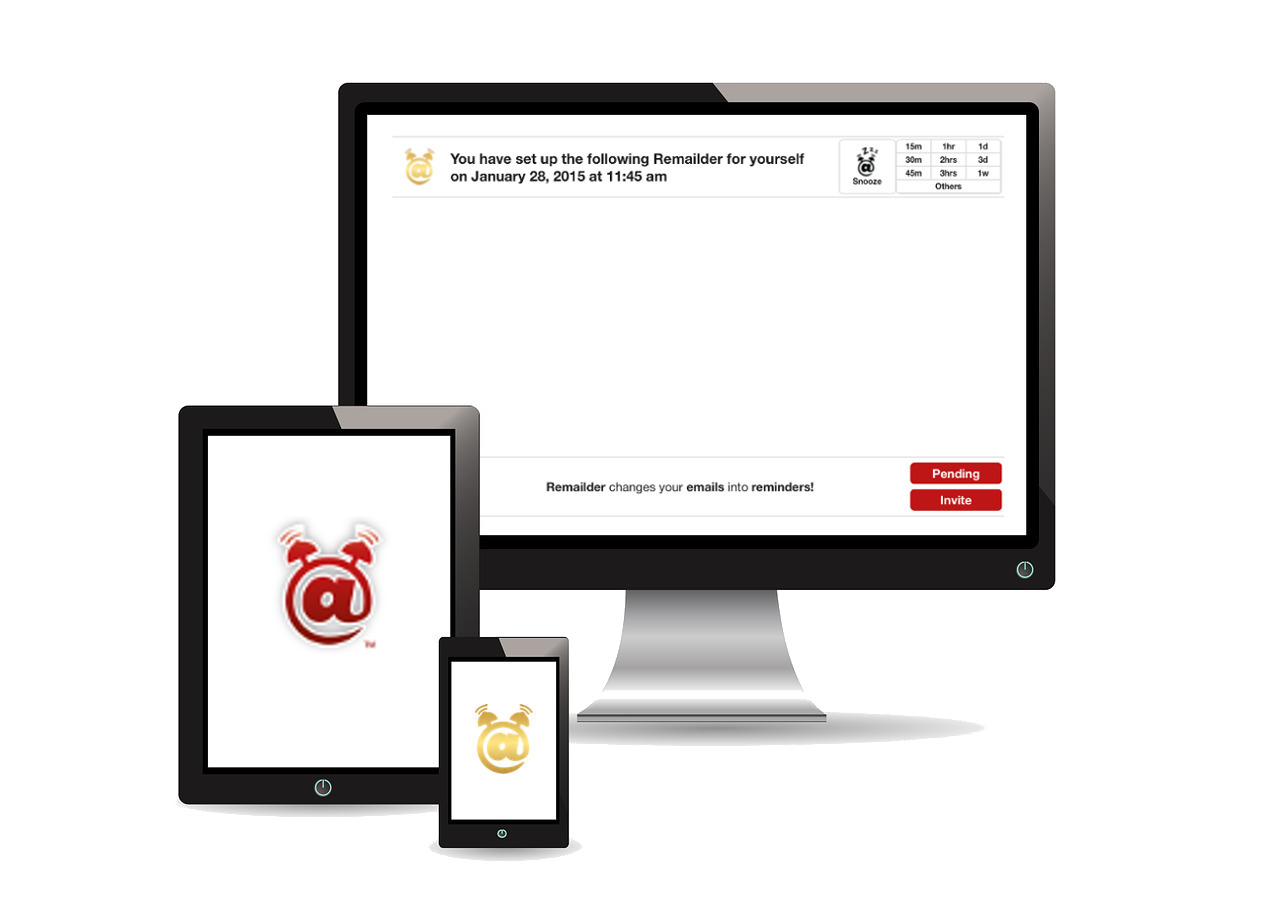 You have set up the following Remailder for yourself
on January 28, 2015 at 11:45 am
Snooze
15m 1hr 1d
30m 2hrs 3d
45m 3hrs 1w
Others
Remailder changes your emails into reminders!
Pending
Invite
@
TM
@